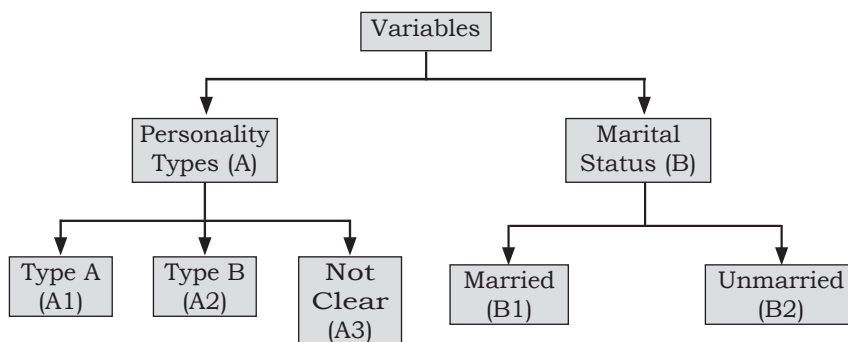 Variables
Personality
Types (A)
Marital
Status (B)
Type A
(A1)
Type B
(A2)
Not
Clear
(A3)
Married
(B1)
Unmarried
(B2)